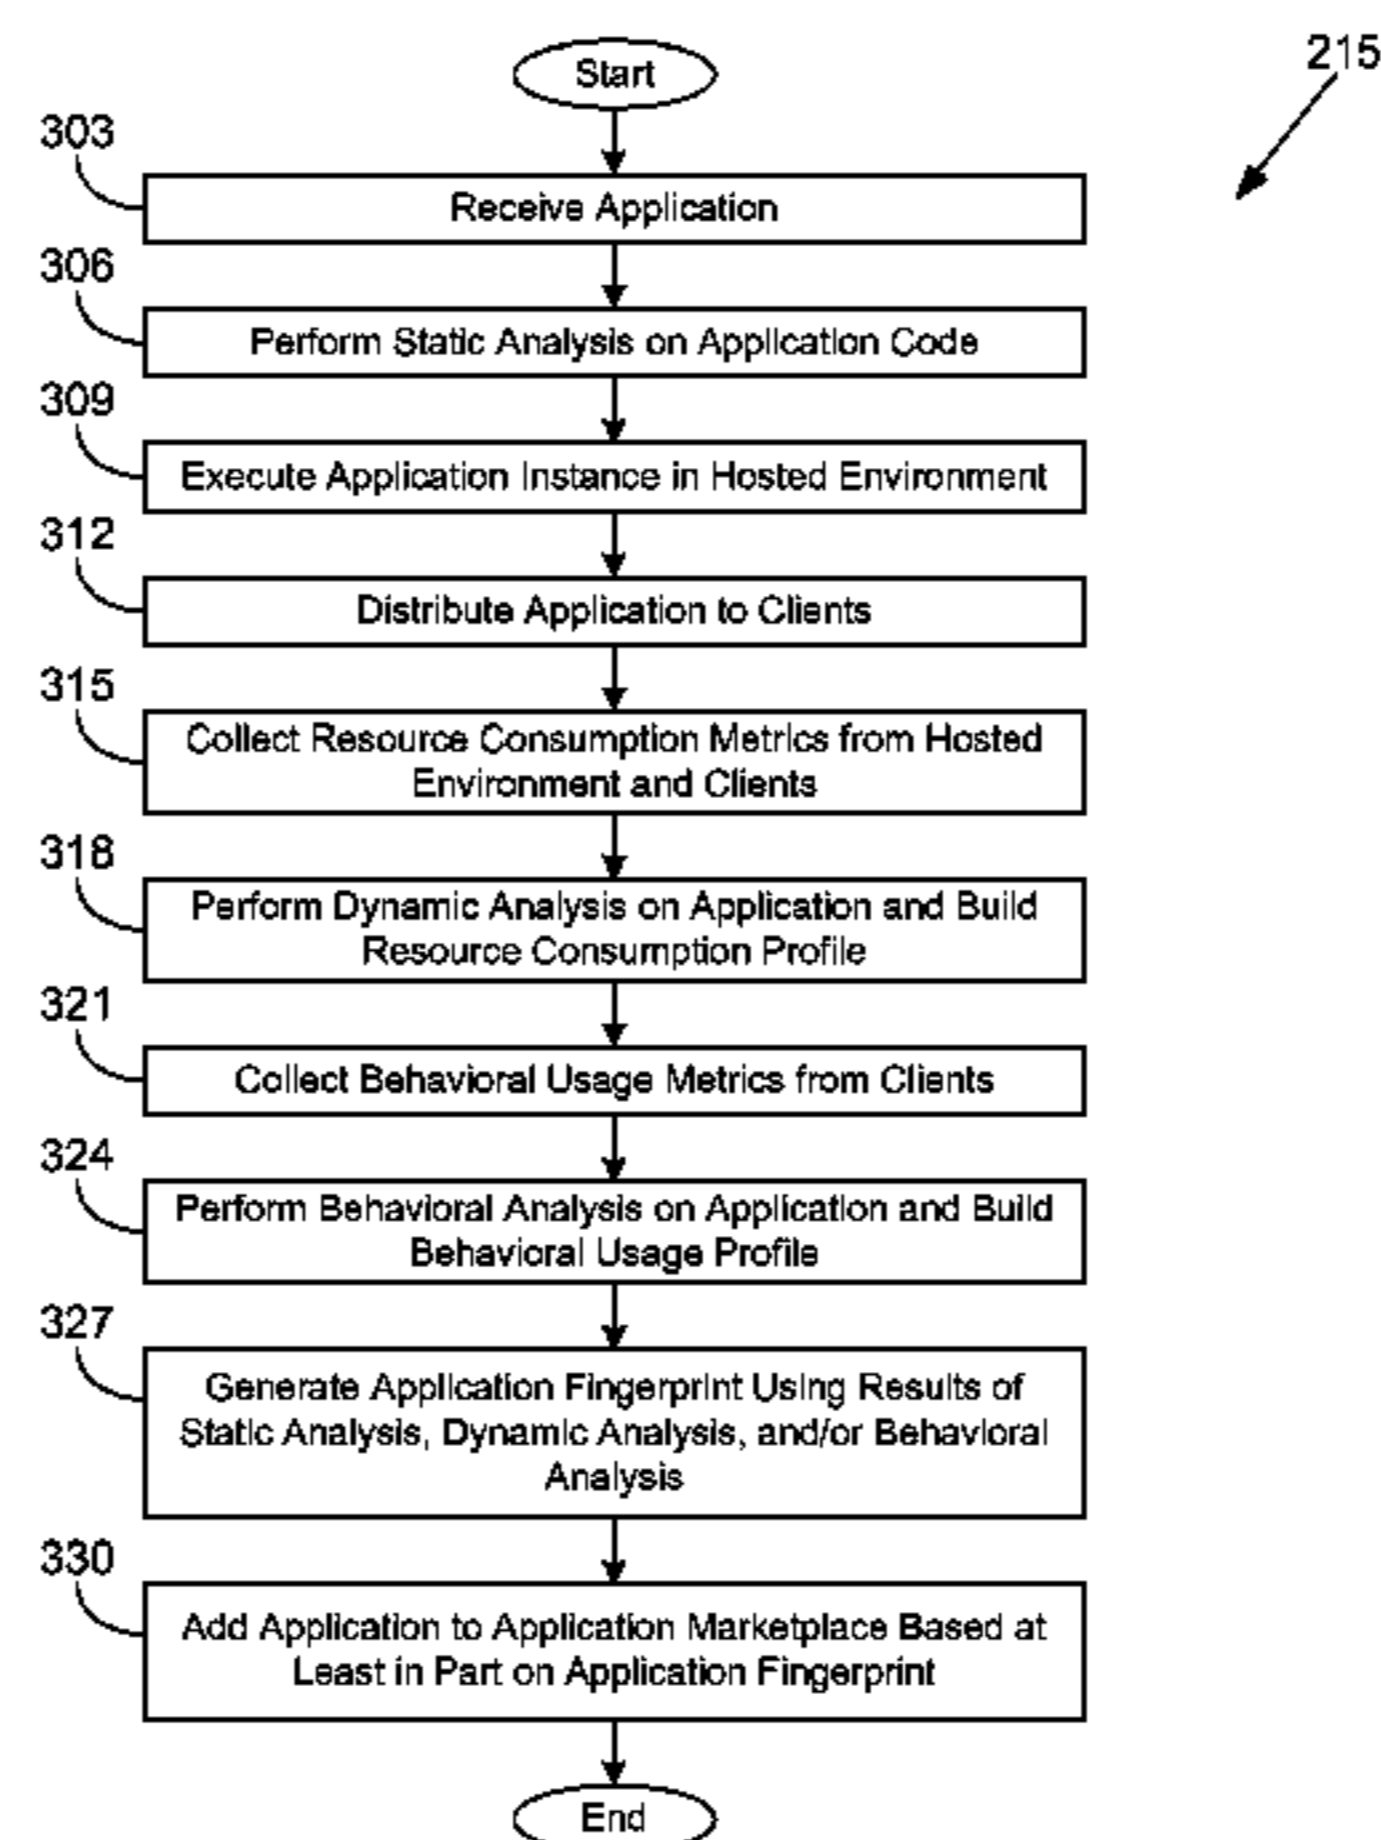 Start
215
303
Receive Application
306
Perform Static Analysis on Application Code
309
Execute Application Instance in Hosted Environment
312
Distribute Application to Clients
315
Collect Resource Consumption Metrics from Hosted
Environment and Clients
318
Perform Dynamic Analysis on Application and Build
Resource Consumption Profile
321
Collect Behavioral Usage Metrics from Clients
324
Perform Behavioral Analysis on Application and Build
Behavioral Usage Profile
327
Generate Application Fingerprint Using Results of
Static Analysis, Dynamic Analysis, and/or Behavioral
Analysis
330
Add Application to Application Marketplace Based at
Least in Part on Application Fingerprint
End